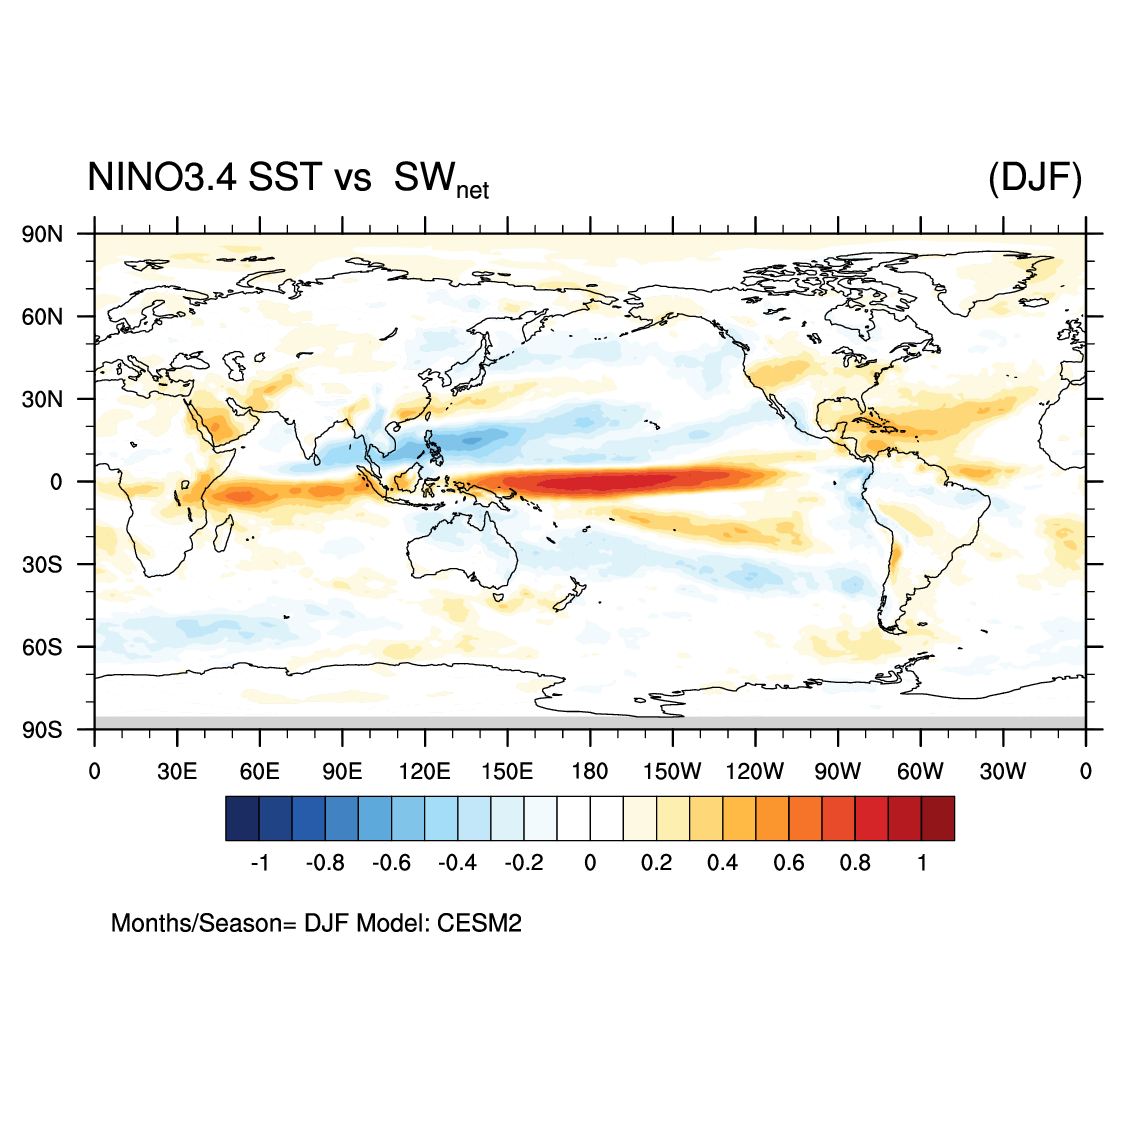 NINO3.4 SST vs SWnet (DJF)
90N
60N
30N
0
30S
60S
90S
0 30E 60E 90E 120E 150E 180 150W 120W 90W 60W 30W 0
-1 -0.8 -0.6 -0.4 -0.2 0 0.2 0.4 0.6 0.8 1
Months/Season= DJF Model: CESM2